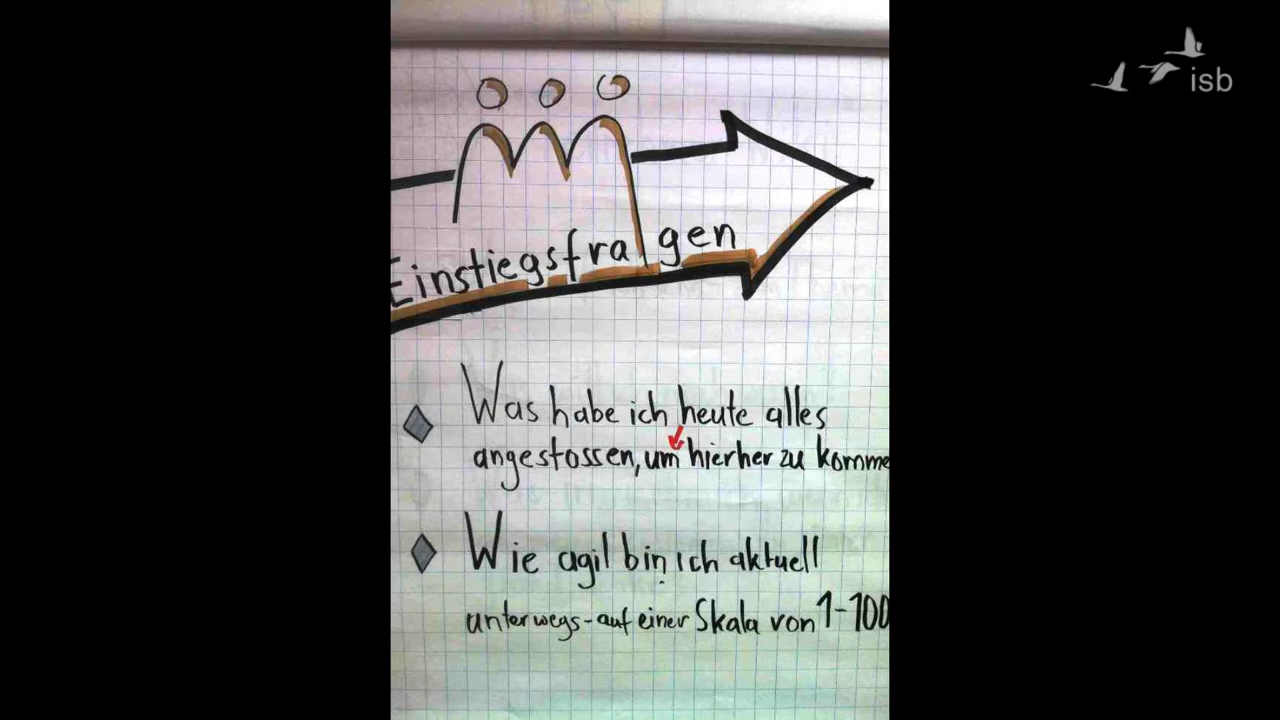 isb
Einstiegsfragen
Was habe ich heute alles
angestossen, um hierher zu komme
Wie agil bin ich aktuell
unterwegs - auf einer Skala von 1-100